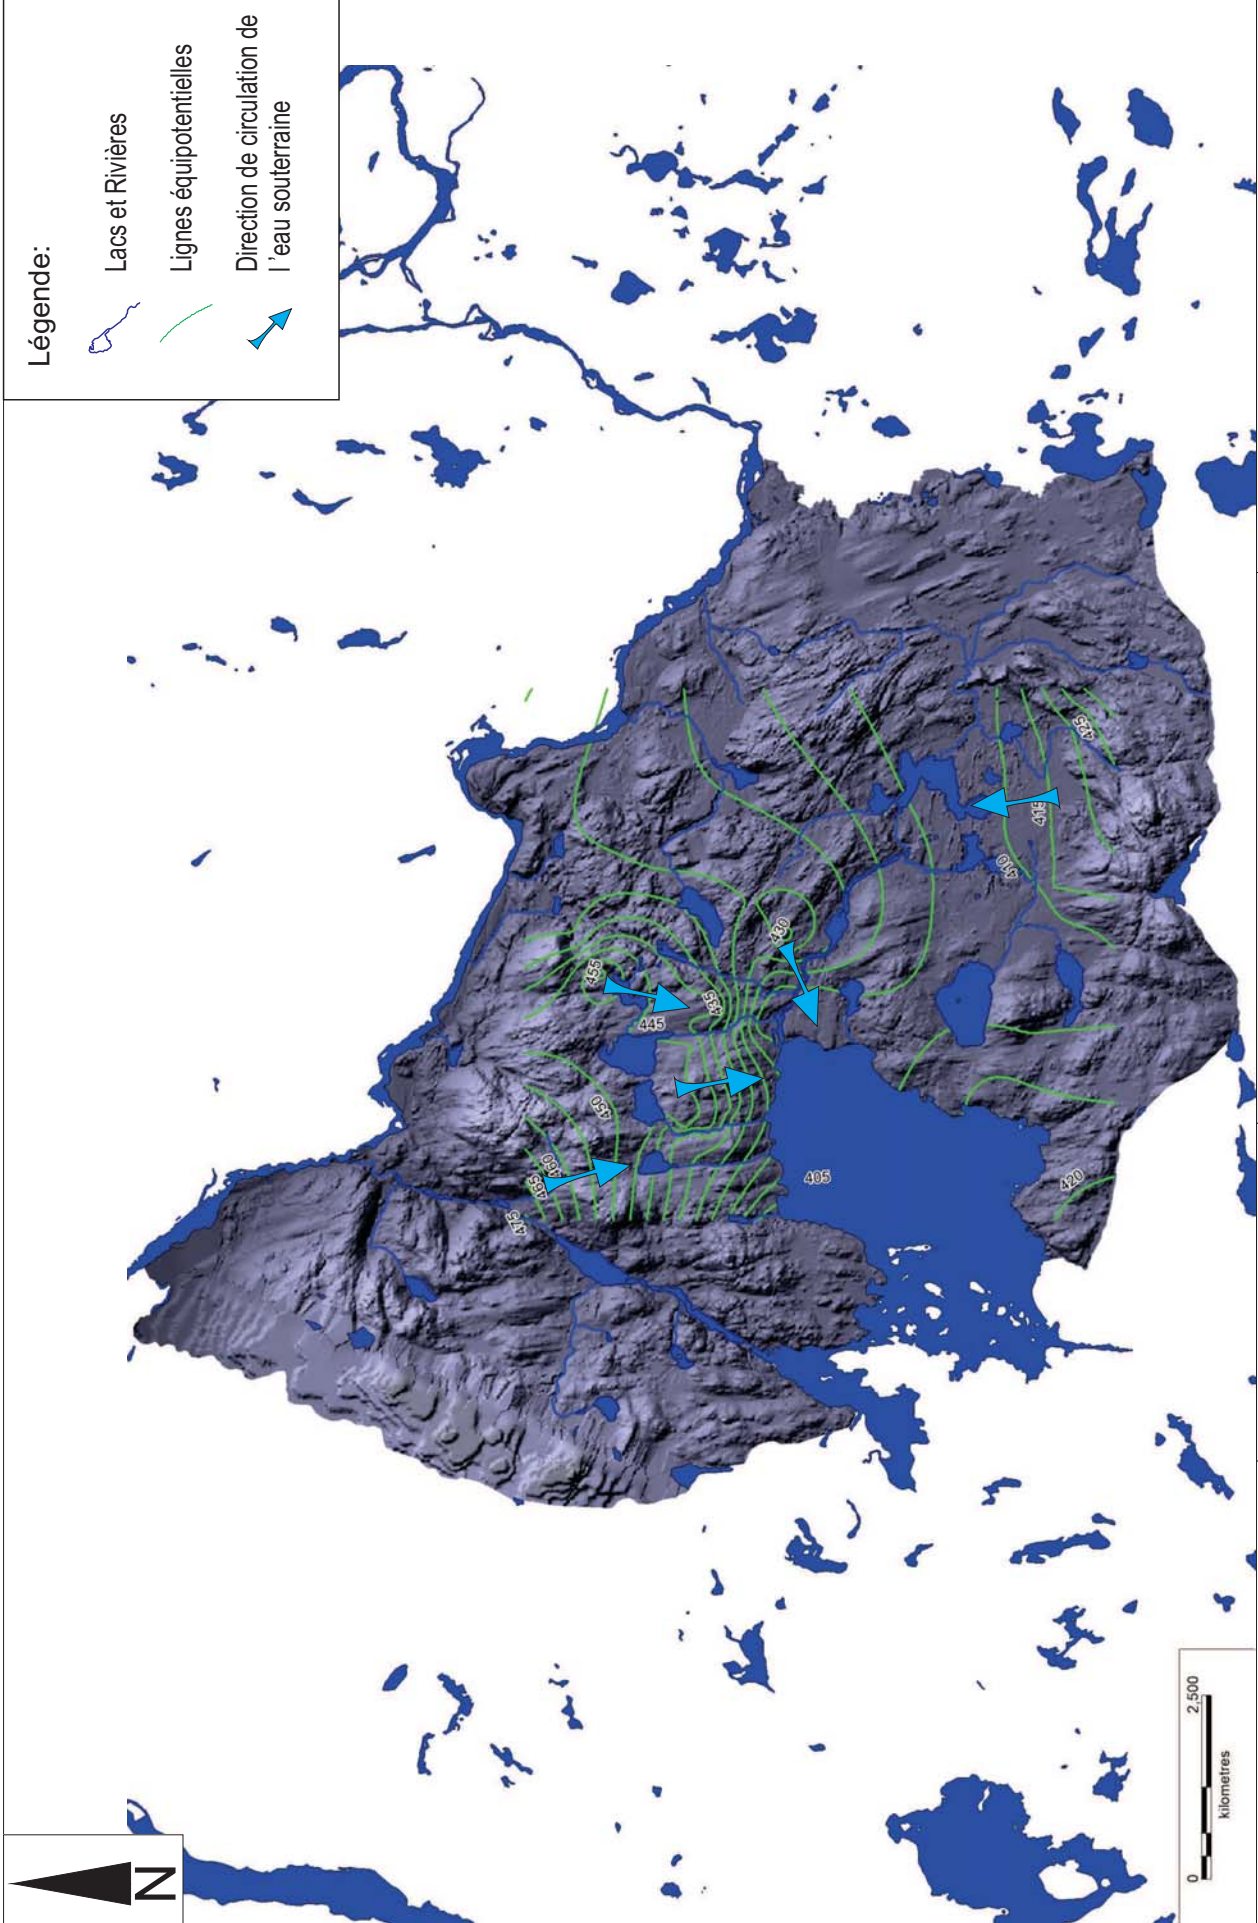 Légende:
Lacs et Rivières
Lignes équipotentielles
Direction de circulation de
l'eau souterraine
475
465
460
450
455
445
435
430
405
410
415
425
420
N
0
2,500
kilometres